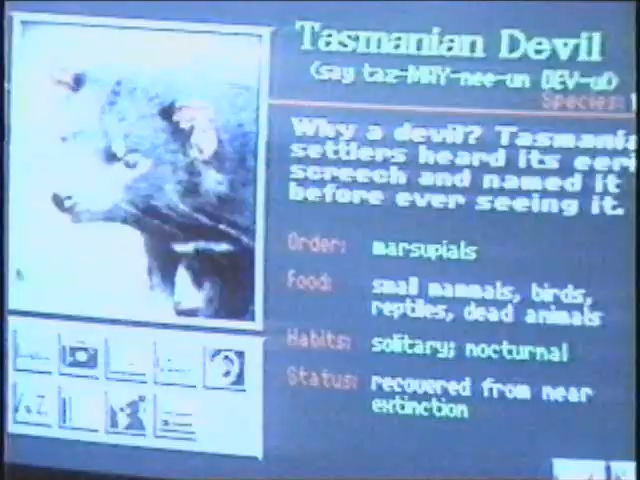 Tasmanian Devil
(say taz-MAY-nee-un DEV-ul)
Species:
Why a devil? Tasmania
settlers heard its eer
screech and named it
before ever seeing it.
Order: marsupials
Food: small mammals, birds,
reptiles, dead animals
Habits: solitary; nocturnal
Status: recovered from near
extinction